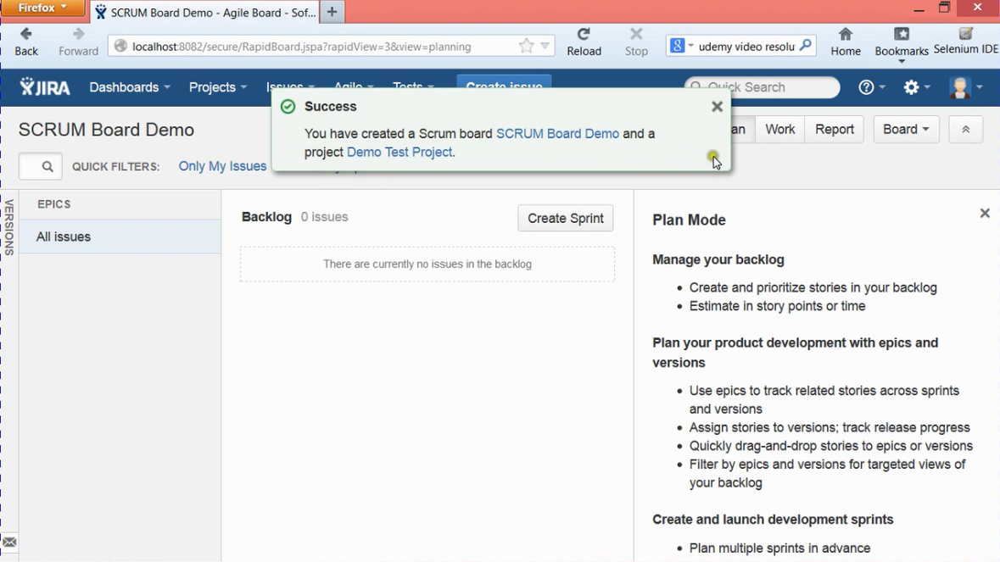 Firefox
SCRUM Board Demo - Agile Board - Sof...
Back
Forward
localhost:8082/secure/RapidBoard.jspa?rapidView=3&view=planning
Reload
Stop
udemy video resolu
Home
Bookmarks
Selenium IDE
JIRA
Dashboards
Projects
Issues
Agile
Tests
Create issue
Quick Search
Success
You have created a Scrum board SCRUM Board Demo and a
project Demo Test Project.
SCRUM Board Demo
Work
Report
Board
QUICK FILTERS:
Only My Issues
VERSIONS
EPICS
All issues
Backlog 0 issues
Create Sprint
There are currently no issues in the backlog
Plan Mode
Manage your backlog
• Create and prioritize stories in your backlog
• Estimate in story points or time
Plan your product development with epics and
versions
• Use epics to track related stories across sprints
and versions
• Assign stories to versions; track release progress
• Quickly drag-and-drop stories to epics or versions
• Filter by epics and versions for targeted views of
your backlog
Create and launch development sprints
• Plan multiple sprints in advance